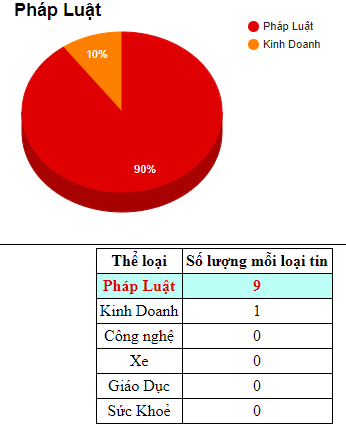 Pháp Luật
Pháp Luật
Kinh Doanh
10%
90%
Thể loại Số lượng mỗi loại tin
Pháp Luật 9
Kinh Doanh 1
Công nghệ 0
Xe 0
Giáo Dục 0
Sức Khoẻ 0